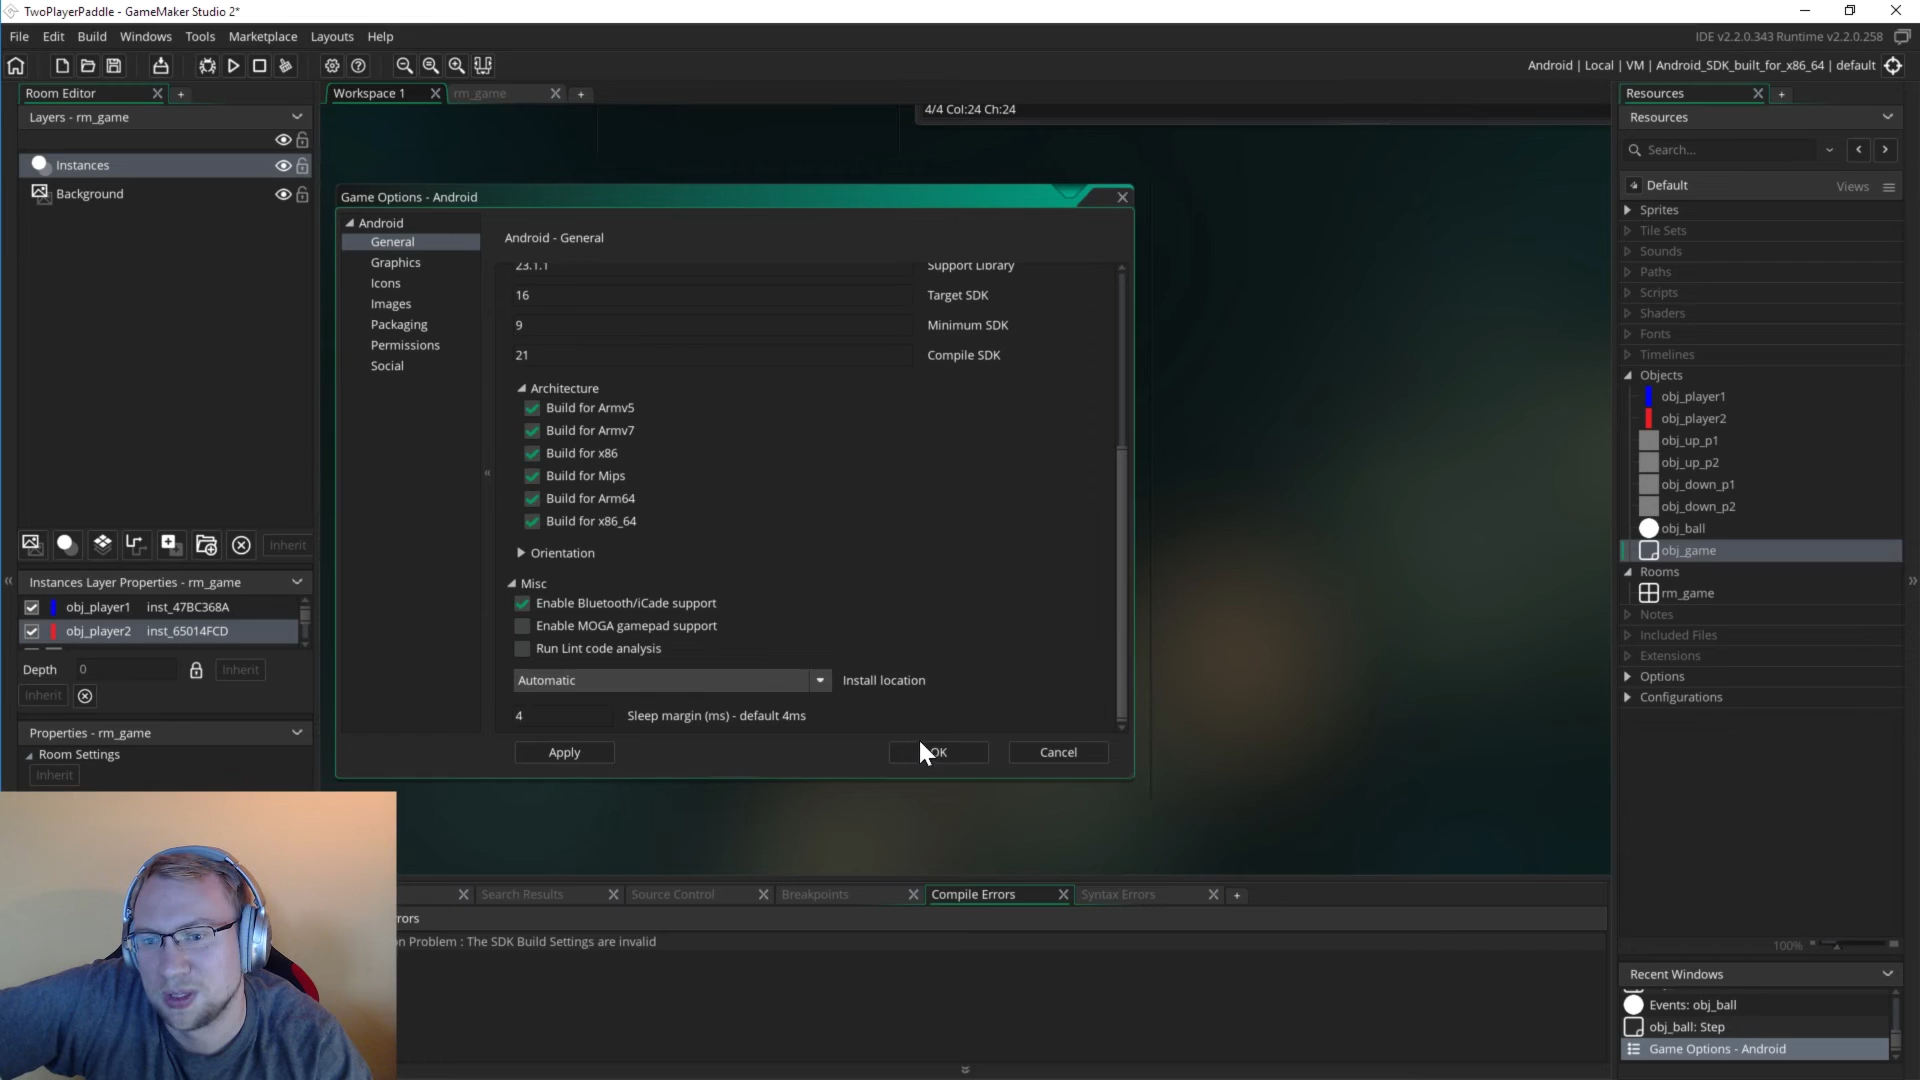 TwoPlayerPaddle - GameMaker Studio 2*
File Edit Build Windows Tools Marketplace Layouts Help
IDE v2.2.0.343 Runtime v2.2.0.258
Android | Local | VM | Android_SDK_built_for_x86_64 | default
Room Editor
Layers - rm_game
Instances
Background
Inherit
Instances Layer Properties - rm_game
obj_player1 inst_47BC368A
obj_player2 inst_65014FCD
Depth 0 Inherit
Inherit
Properties - rm_game
Room Settings
Inherit
Workspace 1 rm_game
4/4 Col:24 Ch:24
Game Options - Android
Android
General
Graphics
Icons
Images
Packaging
Permissions
Social
Android - General
23.1.1 Support Library
16 Target SDK
9 Minimum SDK
21 Compile SDK
Architecture
Build for Armv5
Build for Armv7
Build for x86
Build for Mips
Build for Arm64
Build for x86_64
Orientation
Misc
Enable Bluetooth/iCade support
Enable MOGA gamepad support
Run Lint code analysis
Automatic Install location
4 Sleep margin (ms) - default 4ms
Apply OK Cancel
Search Results Source Control Breakpoints Compile Errors Syntax Errors
rors
n Problem : The SDK Build Settings are invalid
Resources
Resources
Search...
Default Views
Sprites
Tile Sets
Sounds
Paths
Scripts
Shaders
Fonts
Timelines
Objects
obj_player1
obj_player2
obj_up_p1
obj_up_p2
obj_down_p1
obj_down_p2
obj_ball
obj_game
Rooms
rm_game
Notes
Included Files
Extensions
Options
Configurations
100%
Recent Windows
Events: obj_ball
obj_ball: Step
Game Options - Android